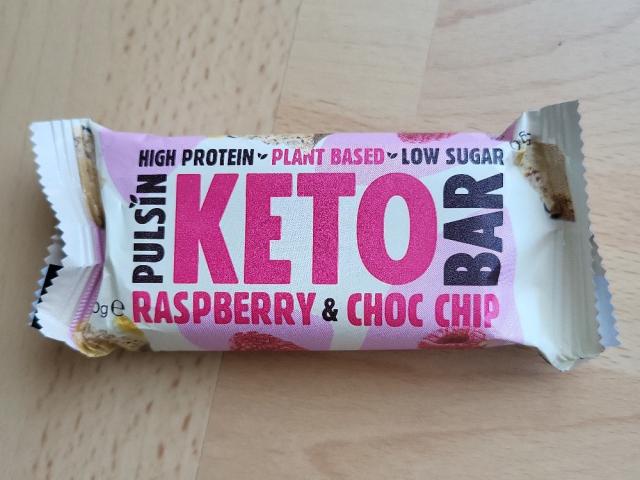 HIGH PROTEIN PLANT BASED LOW SUGAR
PULSIN
KETO
BAR
RASPBERRY & CHOC CHIP